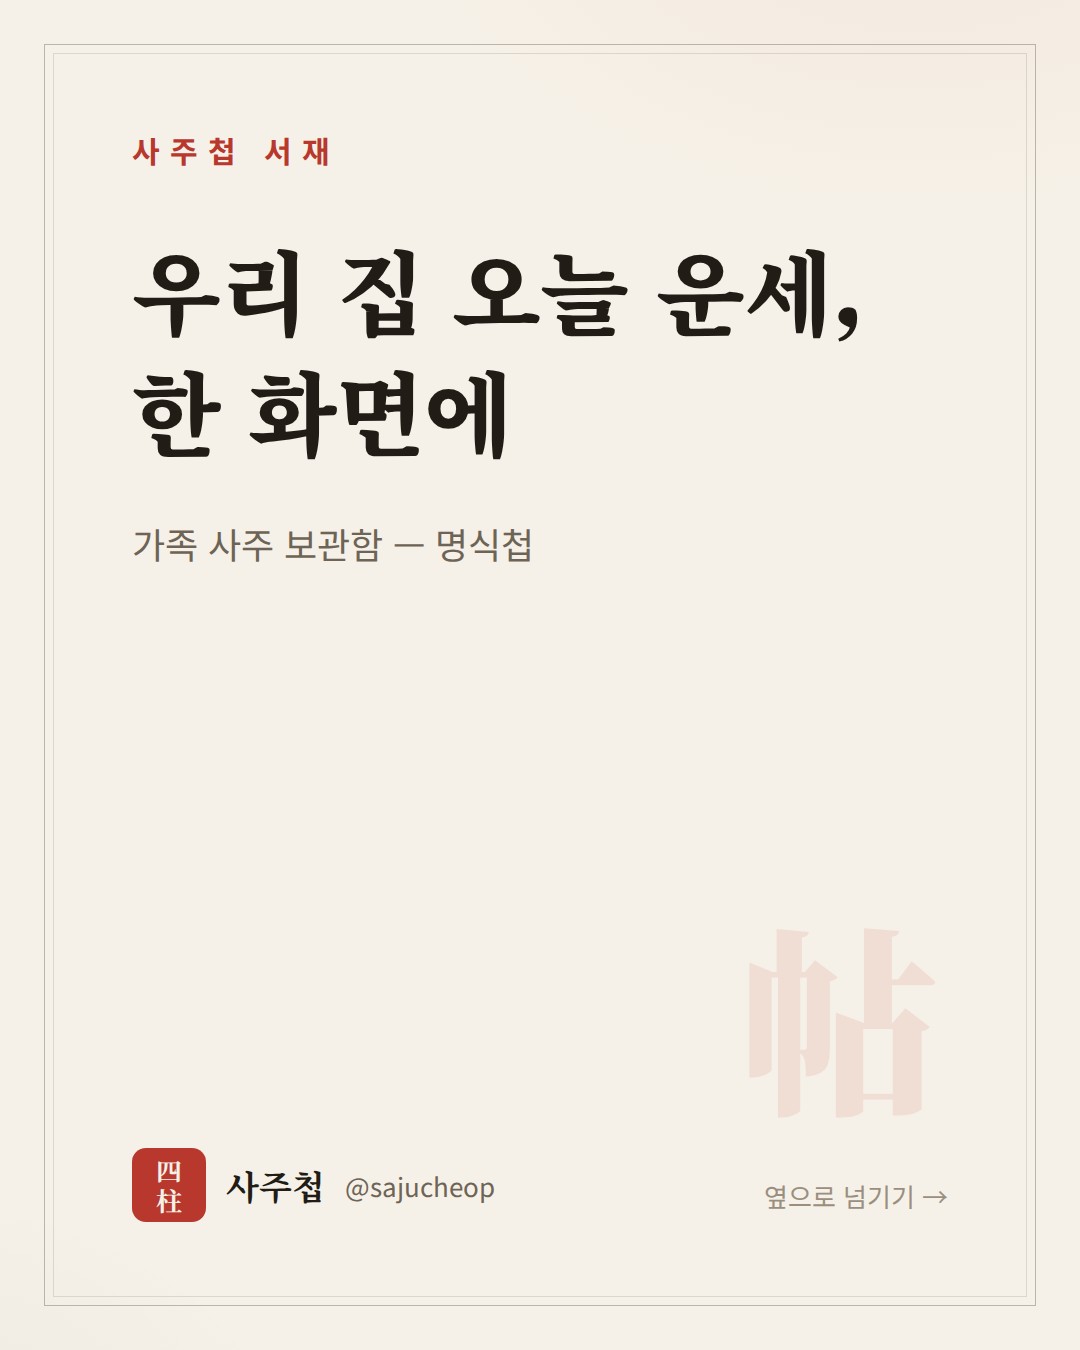 사주첩 서재
우리 집 오늘 운세,
한 화면에
가족 사주 보관함 — 명식첩
帖
四
柱
사주첩 @sajucheop
옆으로 넘기기 →